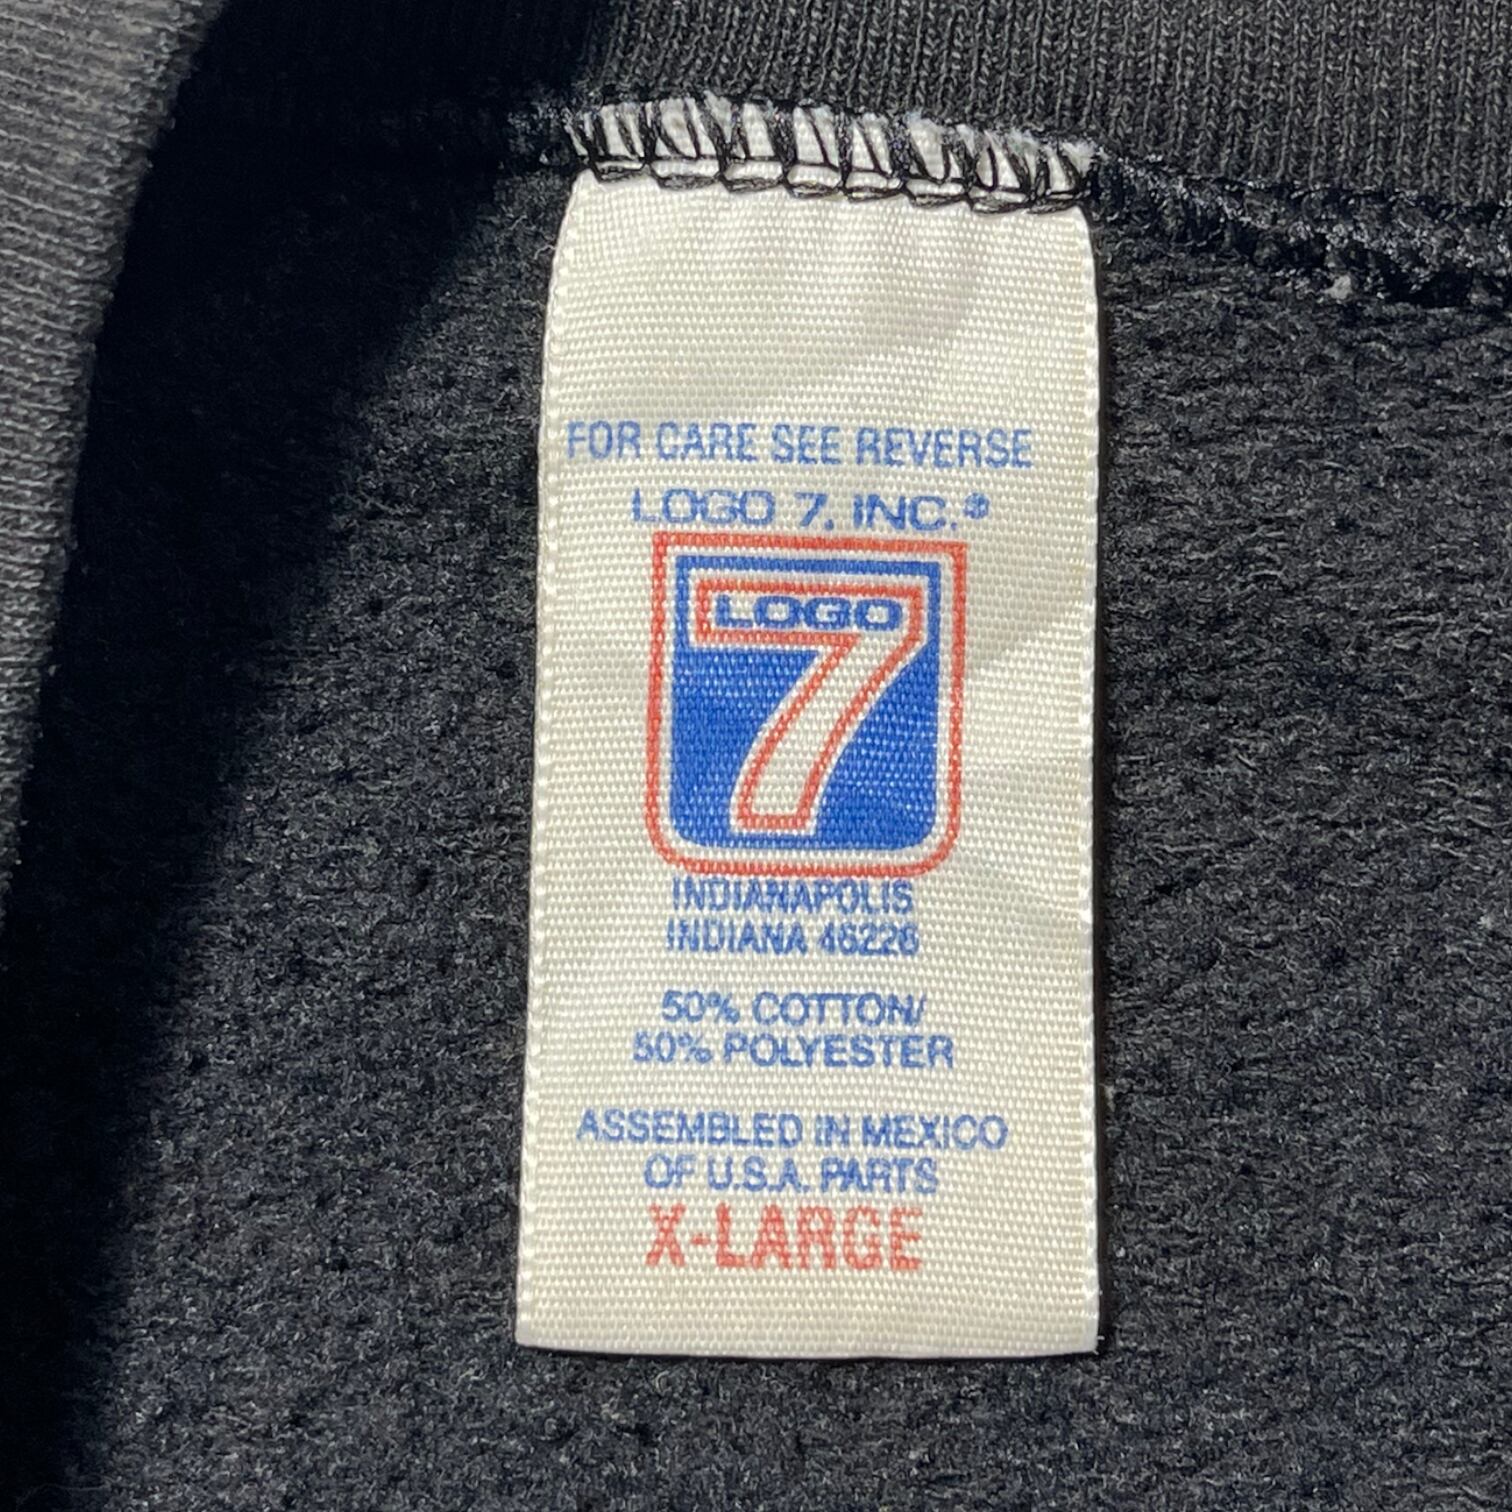 FOR CARE SEE REVERSE
LOGO 7, INC.®
LOGO
7
INDIANAPOLIS
INDIANA 46226
50% COTTON/
50% POLYESTER
ASSEMBLED IN MEXICO
OF U.S.A. PARTS
X-LARGE